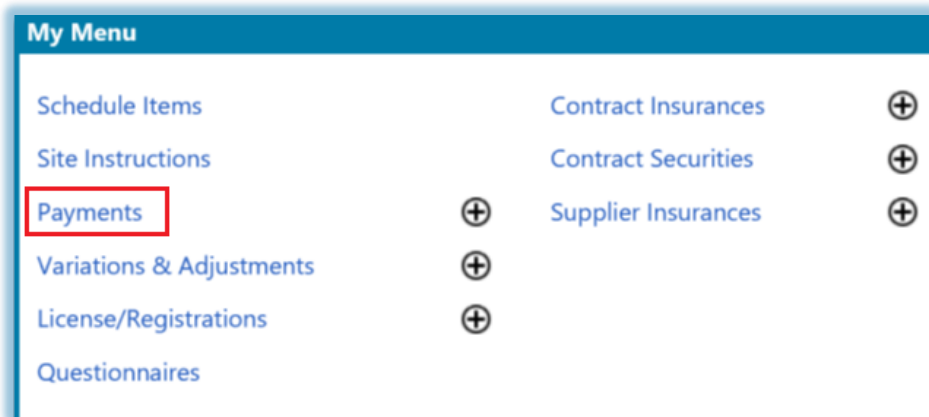 My Menu
Schedule Items
Site Instructions
Payments
Variations & Adjustments
License/Registrations
Questionnaires
Contract Insurances
Contract Securities
Supplier Insurances